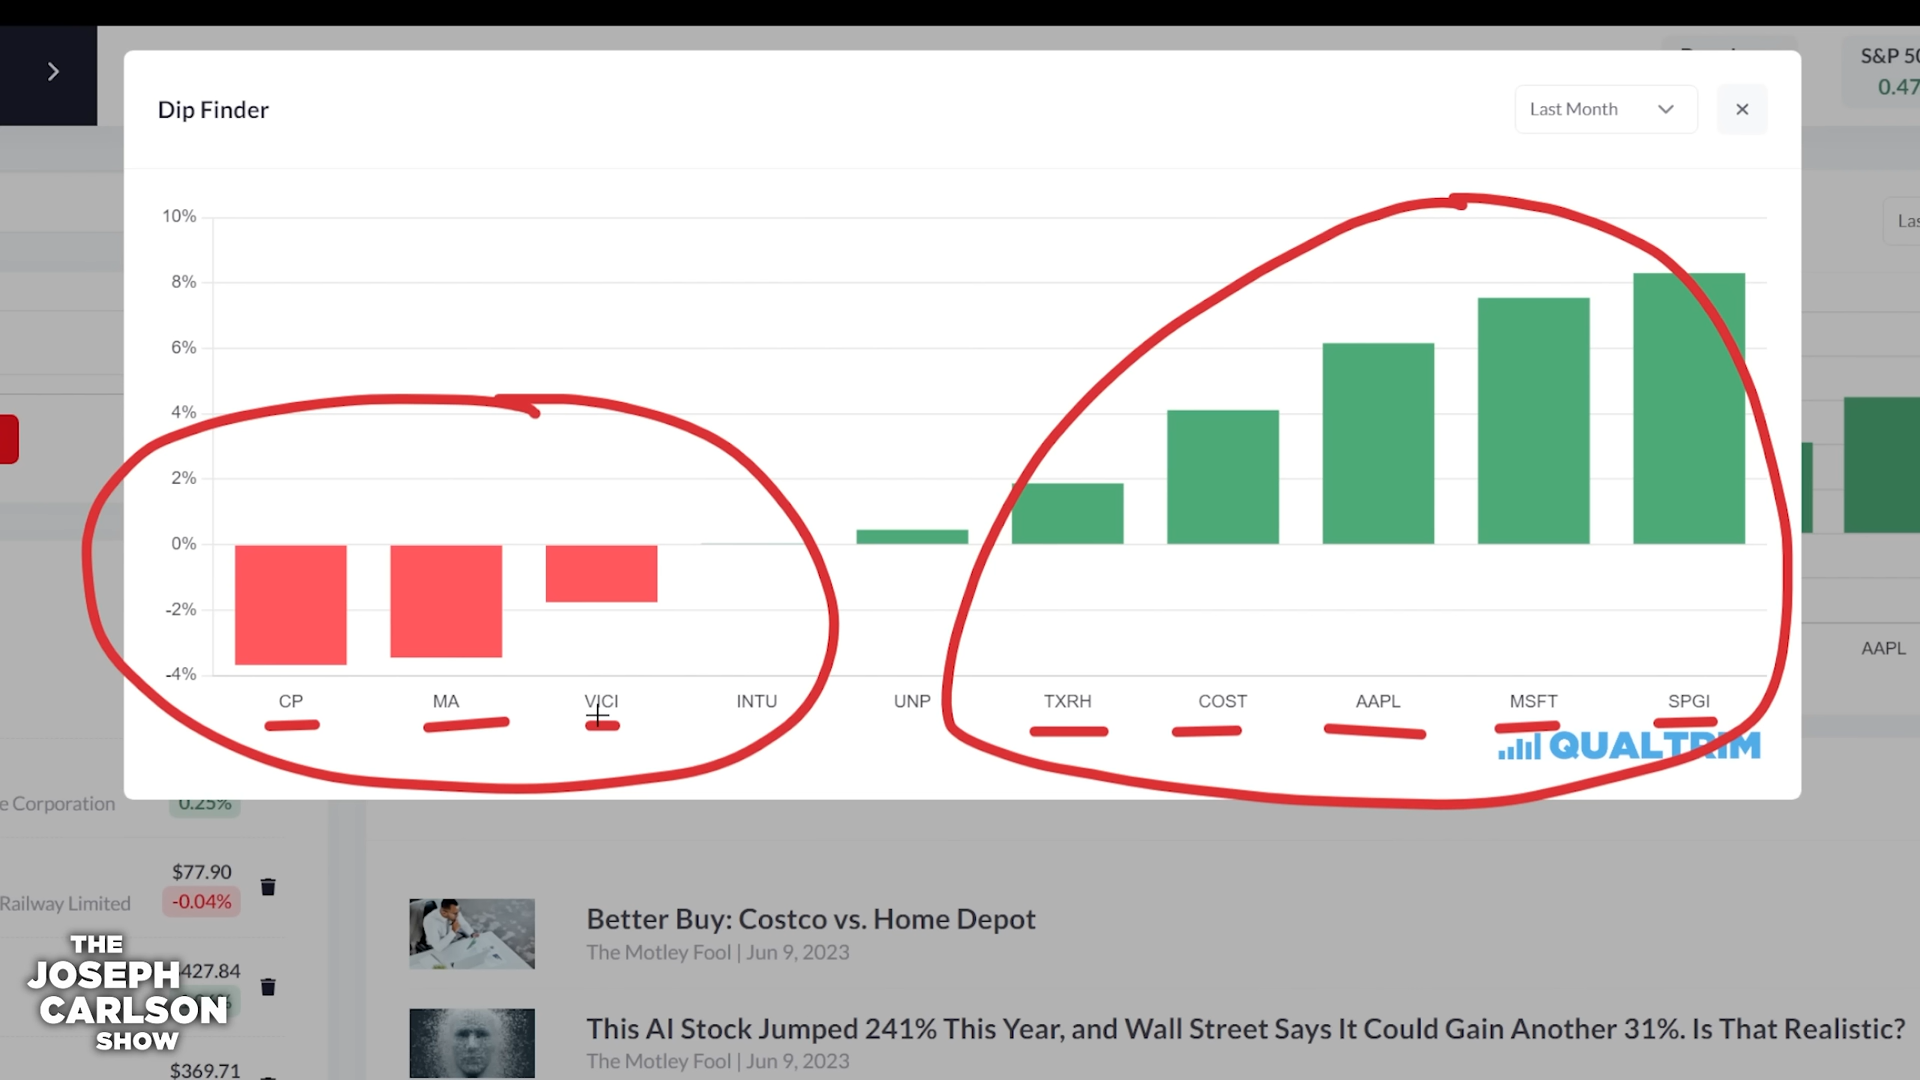 S&P 50
0.47
Dip Finder
Last Month
Las
10%
8%
6%
4%
2%
0%
-2%
-4%
CP
MA
VICI
INTU
UNP
TXRH
COST
AAPL
MSFT
SPGI
AAPL
QUALTRIM
e Corporation
0.25%
$77.90
Railway Limited
-0.04%
427.84
$369.71
THE
JOSEPH
CARLSON
SHOW
Better Buy: Costco vs. Home Depot
The Motley Fool | Jun 9, 2023
This AI Stock Jumped 241% This Year, and Wall Street Says It Could Gain Another 31%. Is That Realistic?
The Motley Fool | Jun 9, 2023